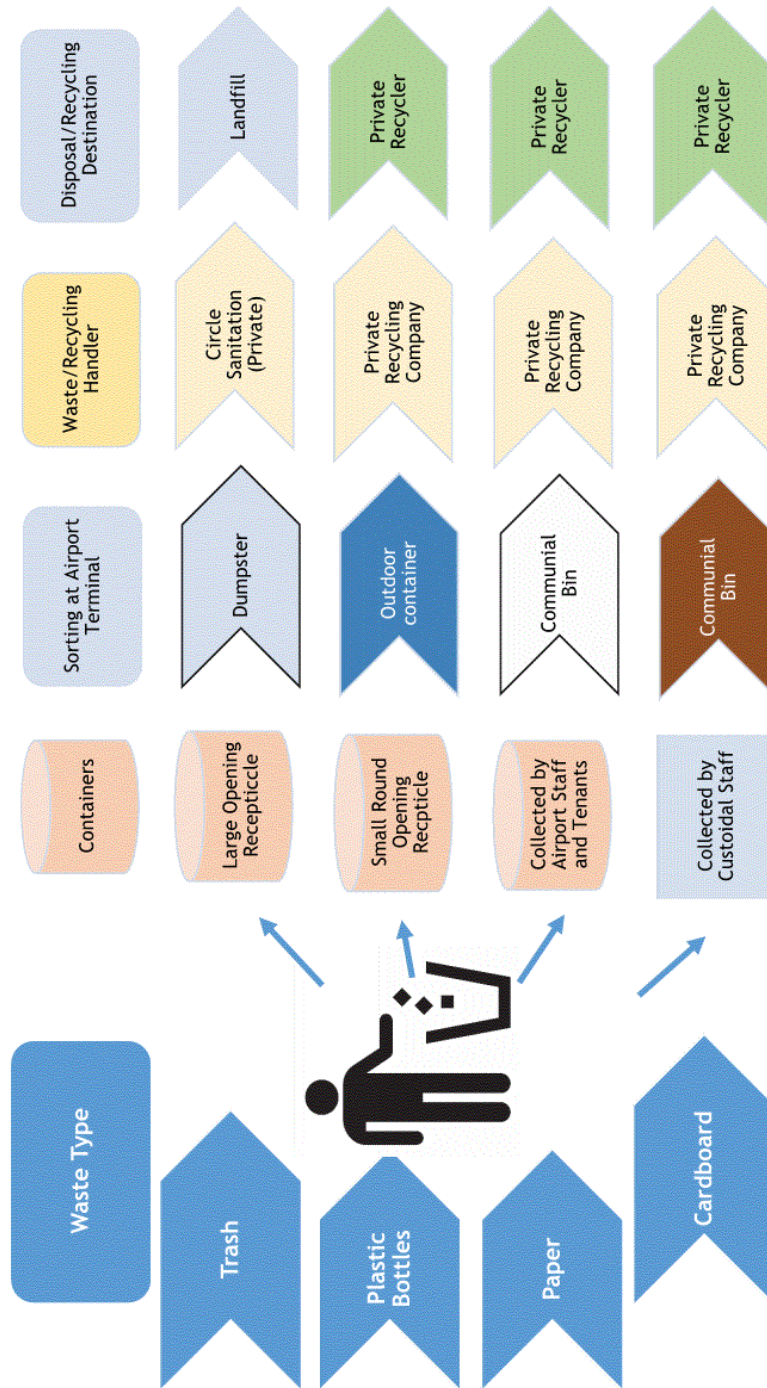 Waste Type
Containers
Sorting at Airport
Terminal
Waste/Recycling
Handler
Disposal/Recycling
Destination
Trash
Large Opening
Recepticcle
Dumpster
Circle
Sanitation
(Private)
Landfill
Plastic
Bottles
Small Round
Opening
Recpticle
Outdoor
container
Private
Recycling
Company
Private
Recycler
Paper
Collected by
Airport Staff
and Tenants
Communial
Bin
Private
Recycling
Company
Private
Recycler
Cardboard
Collected by
Custoidal Staff
Communial
Bin
Private
Recycling
Company
Private
Recycler